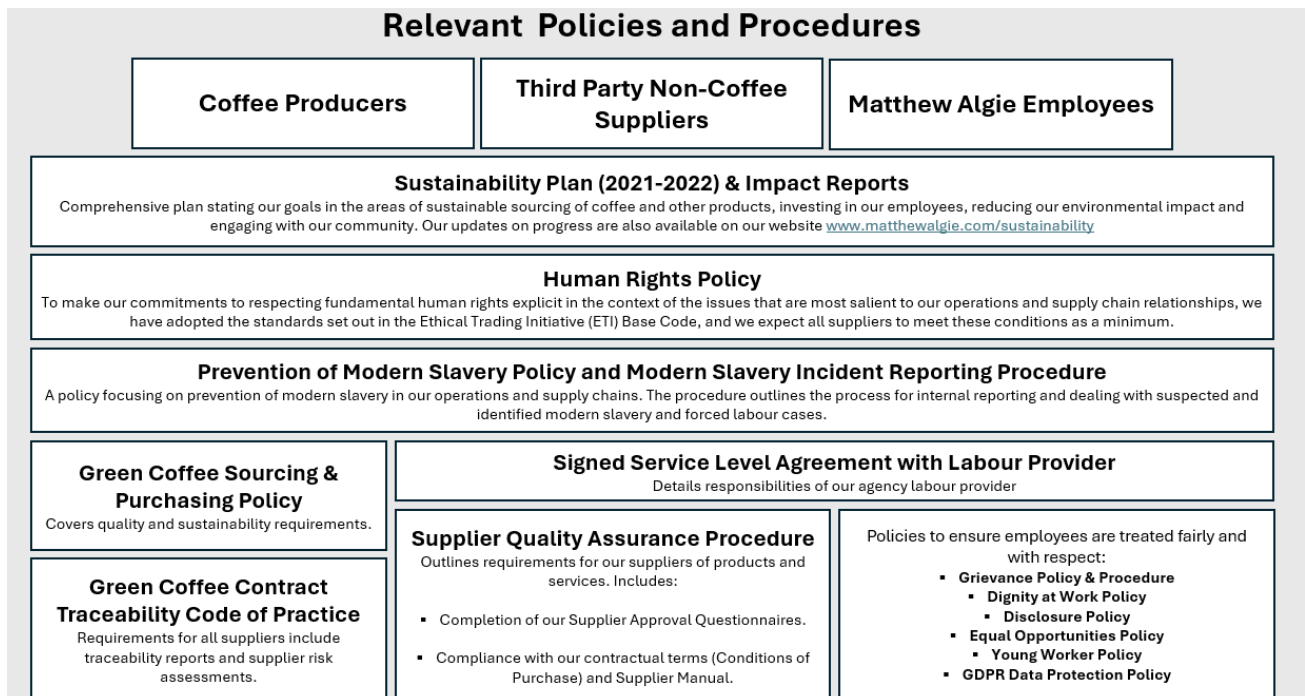 Relevant Policies and Procedures
Coffee Producers
Third Party Non-Coffee
Suppliers
Matthew Algie Employees
Sustainability Plan (2021-2022) & Impact Reports
Comprehensive plan stating our goals in the areas of sustainable sourcing of coffee and other products, investing in our employees, reducing our environmental impact and
engaging with our community. Our updates on progress are also available on our website www.matthewalgie.com/sustainability
Human Rights Policy
To make our commitments to respecting fundamental human rights explicit in the context of the issues that are most salient to our operations and supply chain relationships, we
have adopted the standards set out in the Ethical Trading Initiative (ETI) Base Code, and we expect all suppliers to meet these conditions as a minimum.
Prevention of Modern Slavery Policy and Modern Slavery Incident Reporting Procedure
A policy focusing on prevention of modern slavery in our operations and supply chains. The procedure outlines the process for internal reporting and dealing with suspected and
identified modern slavery and forced labour cases.
Green Coffee Sourcing &
Purchasing Policy
Covers quality and sustainability requirements.
Green Coffee Contract
Traceability Code of Practice
Requirements for all suppliers include
traceability reports and supplier risk
assessments.
Signed Service Level Agreement with Labour Provider
Details responsibilities of our agency labour provider
Supplier Quality Assurance Procedure
Outlines requirements for our suppliers of products and
services. Includes:
▪ Completion of our Supplier Approval Questionnaires.
▪ Compliance with our contractual terms (Conditions of
Purchase) and Supplier Manual.
Policies to ensure employees are treated fairly and
with respect:
▪ Grievance Policy & Procedure
▪ Dignity at Work Policy
▪ Disclosure Policy
▪ Equal Opportunities Policy
▪ Young Worker Policy
▪ GDPR Data Protection Policy